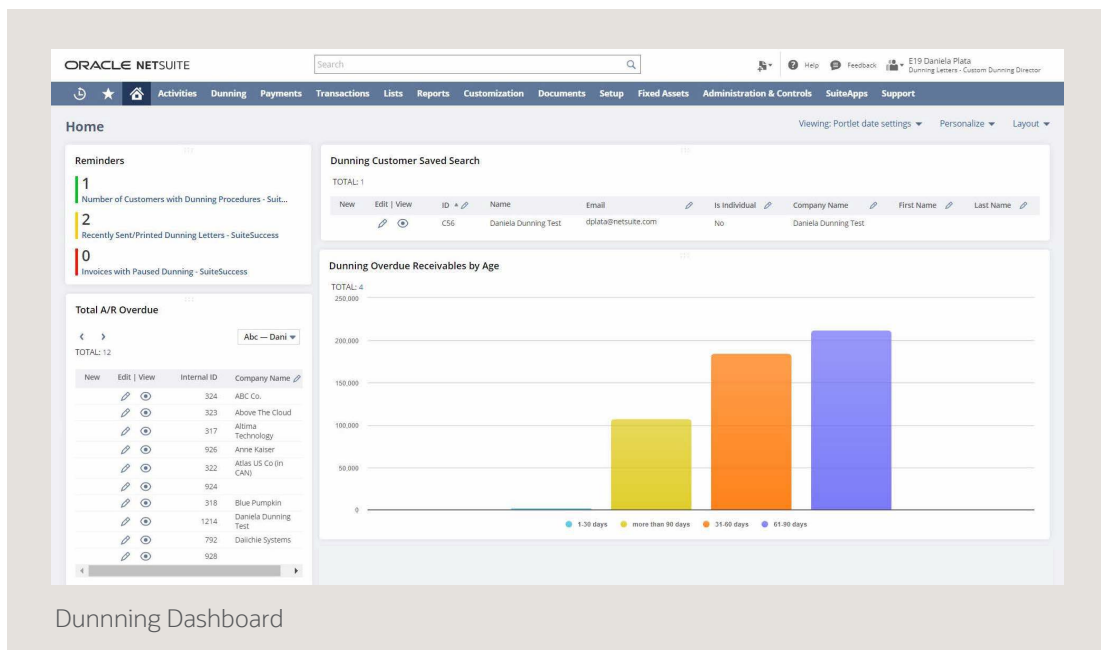 ORACLE NETSUITE
Search
Help
Feedback
E19 Daniela Plata
Dunning Letters - Custom Dunning Director
Activities Dunning Payments Transactions Lists Reports Customization Documents Setup Fixed Assets Administration & Controls SuiteApps Support
Home
Viewing: Portlet date settings Personalize Layout
Reminders
1
Number of Customers with Dunning Procedures - Suit...
2
Recently Sent/Printed Dunning Letters - SuiteSuccess
0
Invoices with Paused Dunning - SuiteSuccess
Total A/R Overdue
Abc — Dani
TOTAL: 12
New Edit | View Internal ID Company Name
324 ABC Co.
323 Above The Cloud
317 Altima
Technology
926 Anne Kaiser
322 Atlas US Co (in
CAN)
924
318 Blue Pumpkin
1214 Daniela Dunning
Test
792 Daiichie Systems
928
Dunning Customer Saved Search
TOTAL: 1
New Edit | View ID Name Email Is Individual Company Name First Name Last Name
C56 Daniela Dunning Test dplata@netsuite.com No Daniela Dunning Test
Dunning Overdue Receivables by Age
TOTAL: 4
250,000
200,000
150,000
100,000
50,000
0
1-30 days more than 90 days 31-60 days 61-90 days
Dunnning Dashboard